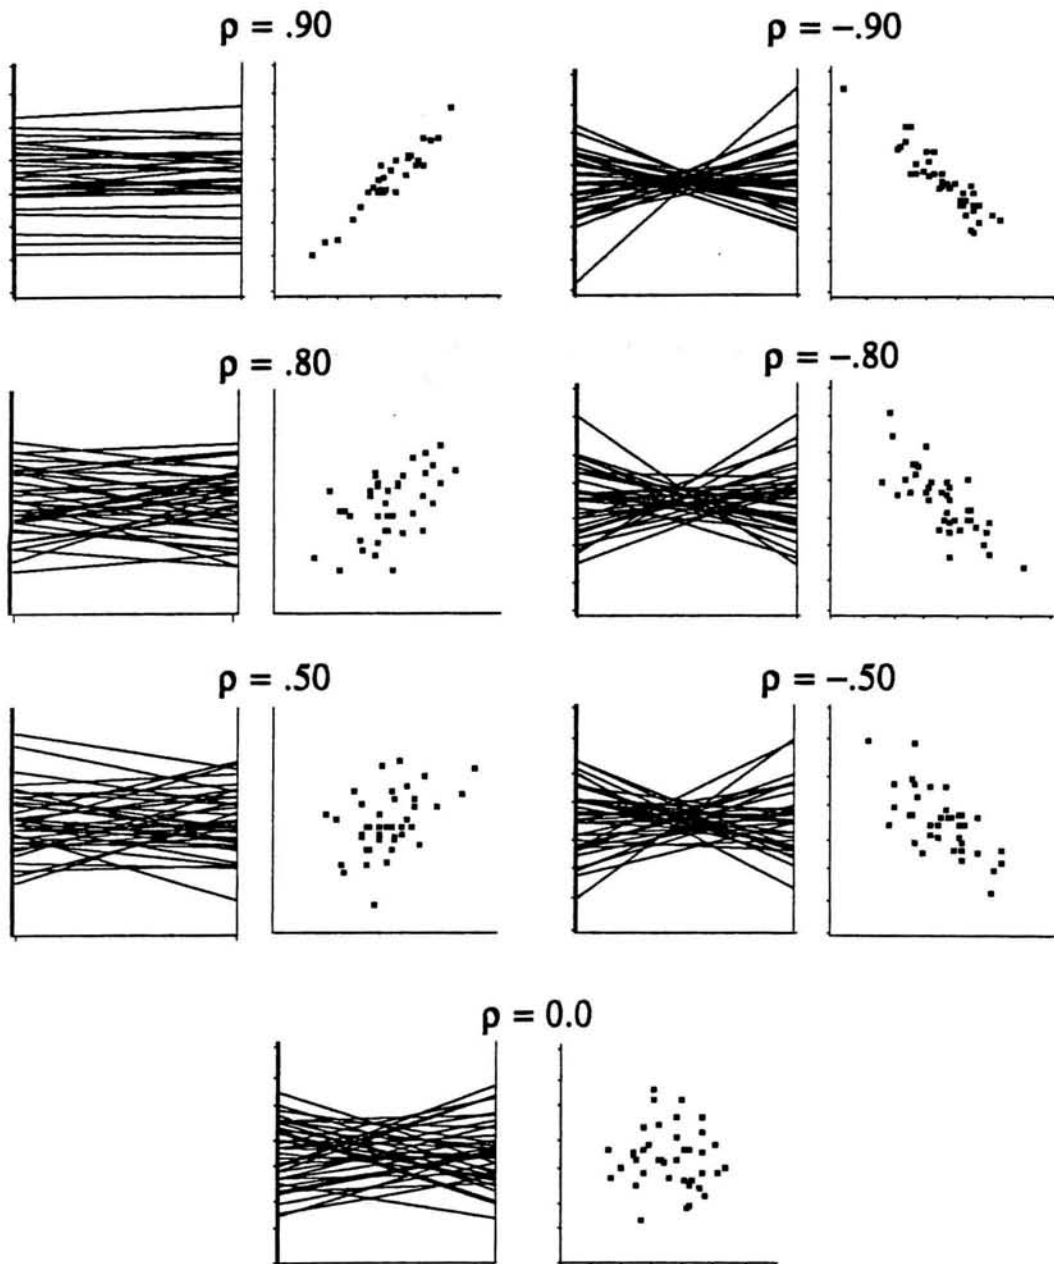 ρ = .90
ρ = –.90
ρ = .80
ρ = –.80
ρ = .50
ρ = –.50
ρ = 0.0